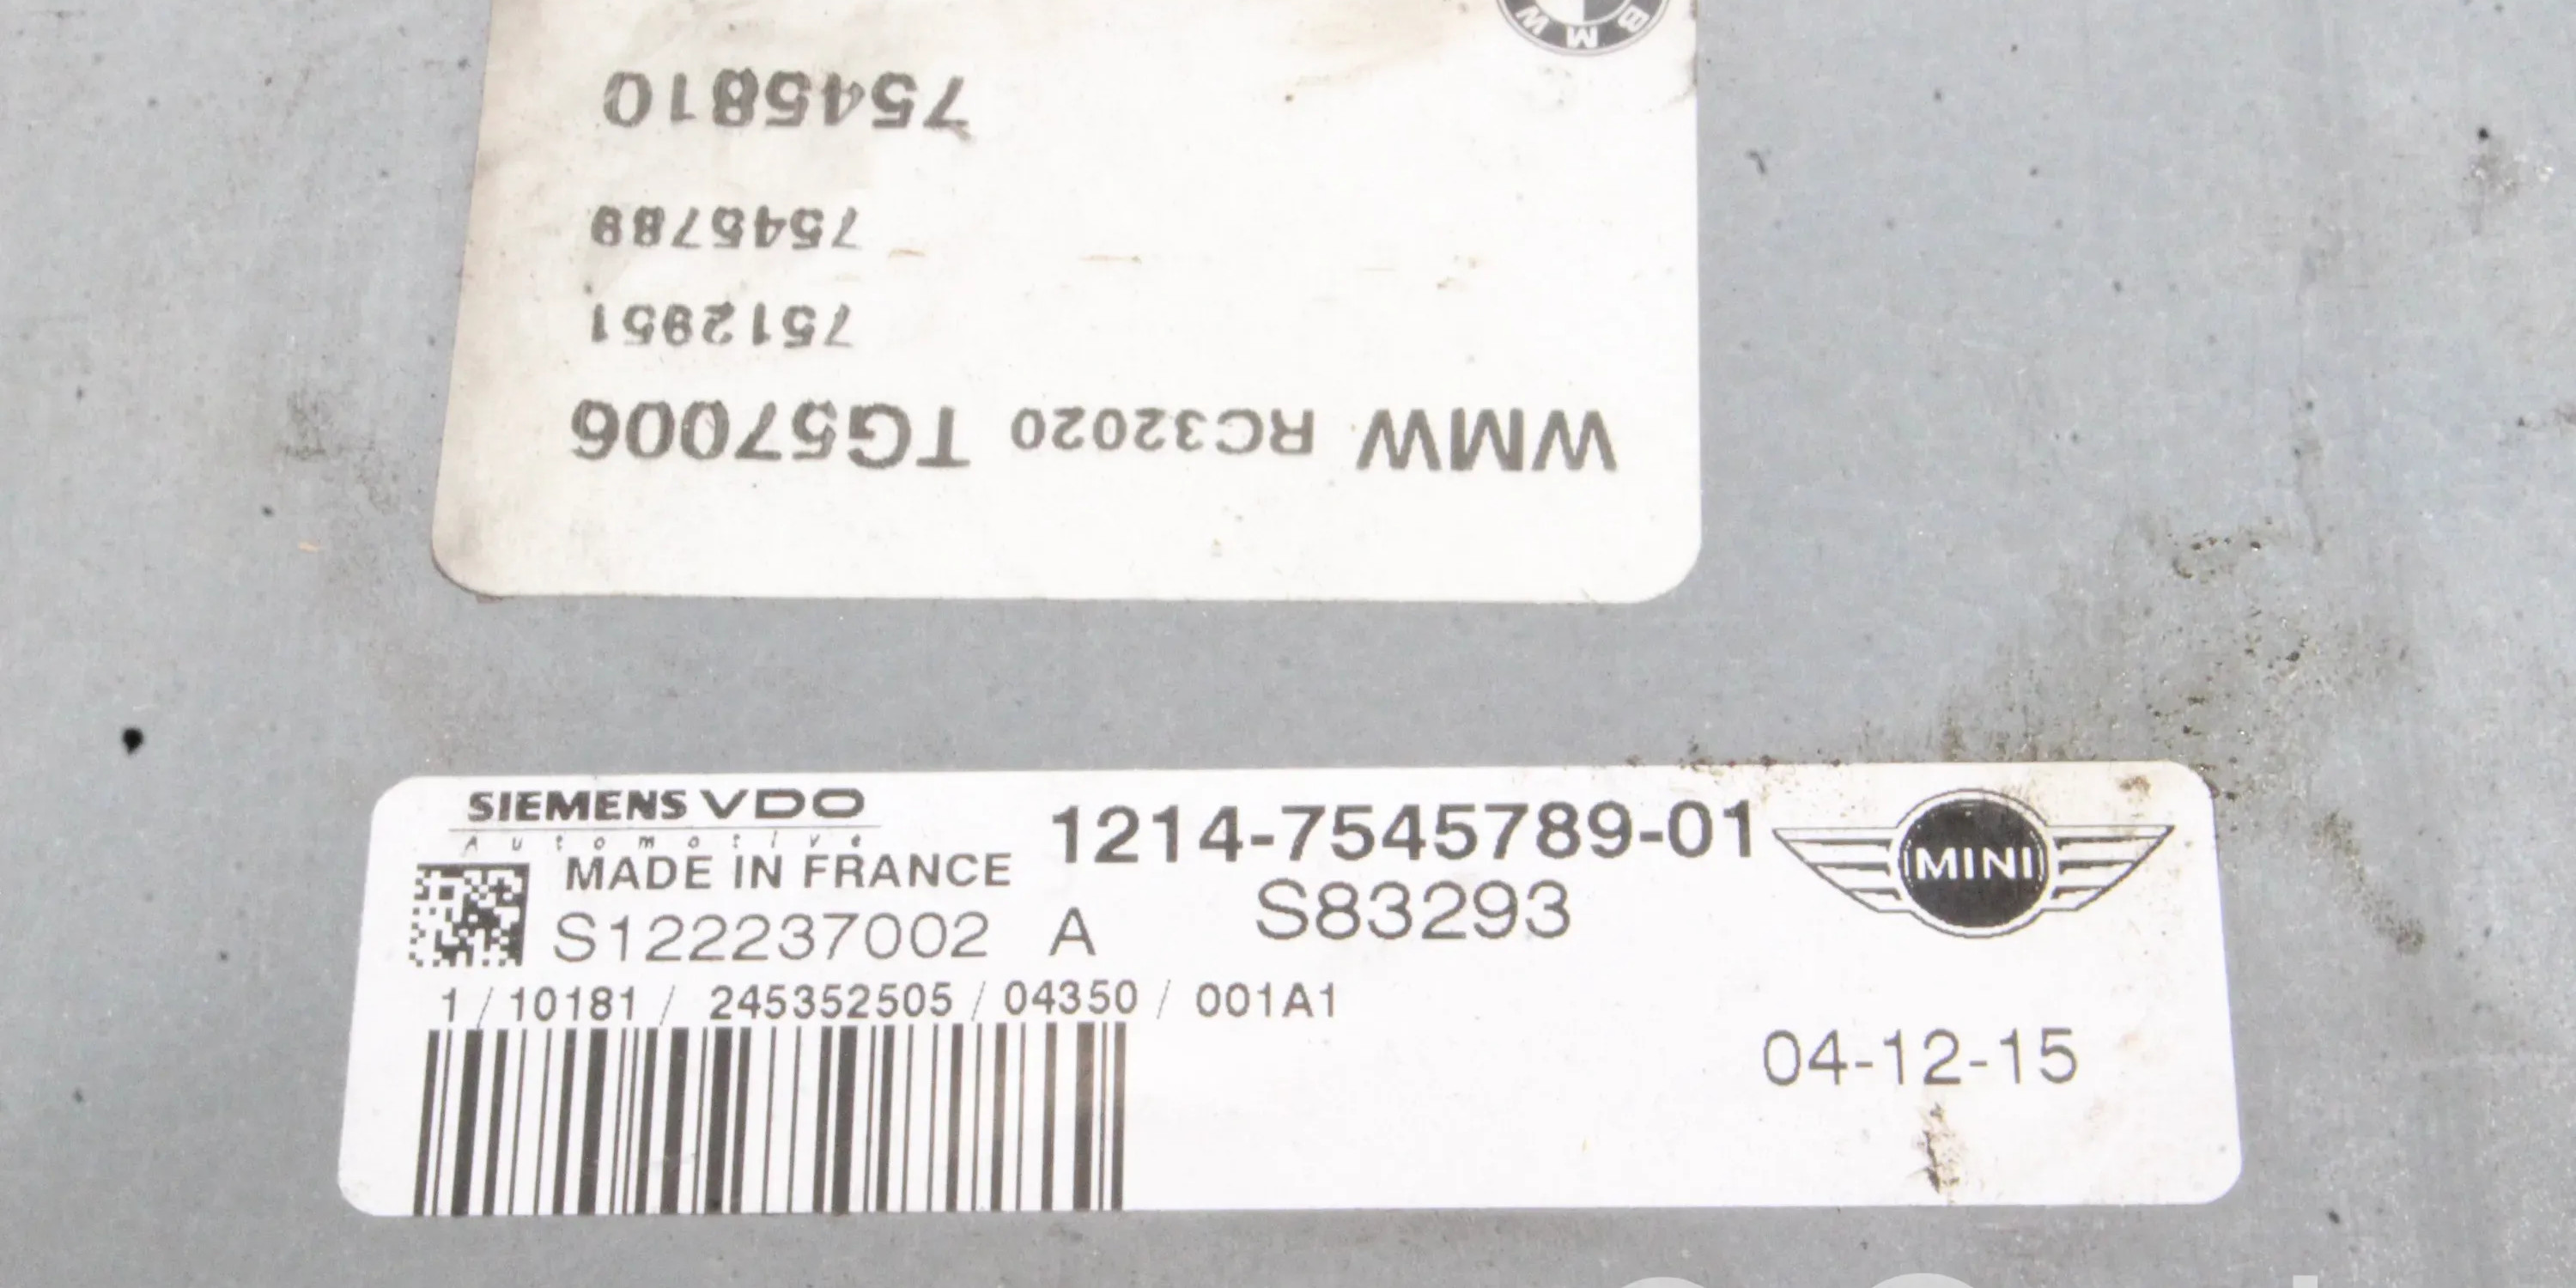 BMW
7545810
7545789
7512951
WMW RC32020 TG57006
SIEMENS VDO
Automotive
MADE IN FRANCE
1214-7545789-01
MINI
S122237002 A
S83293
1/10181/ 245352505/04350/ 001A1
04-12-15